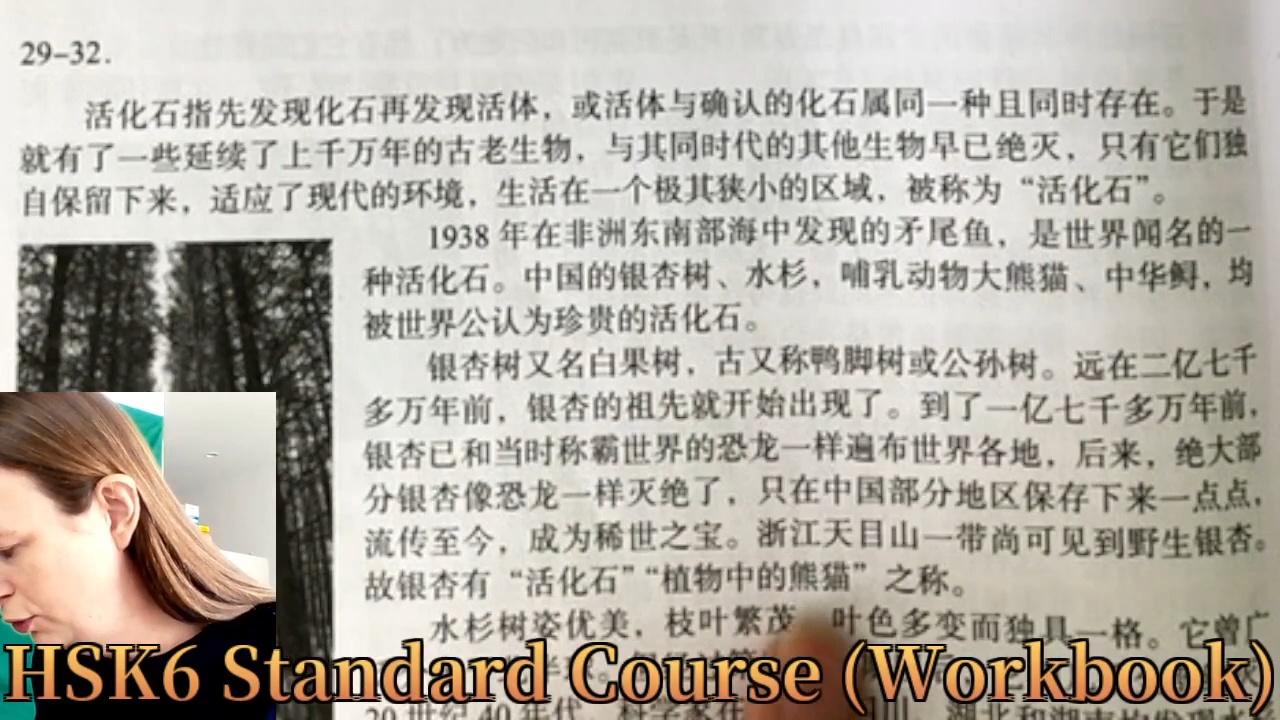 29–32.
活化石指先发现化石再发现活体，或活体与确认的化石属同一种且同时存在。于是
就有了一些延续了上千万年的古老生物，与其同时代的其他生物早已绝灭，只有它们独
自保留下来，适应了现代的环境，生活在一个极其狭小的区域，被称为“活化石”。
1938 年在非洲东南部海中发现的矛尾鱼，是世界闻名的一
种活化石。中国的银杏树、水杉，哺乳动物大熊猫、中华鲟，均
被世界公认为珍贵的活化石。
银杏树又名白果树，古又称鸭脚树或公孙树。远在二亿七千
多万年前，银杏的祖先就开始出现了。到了一亿七千多万年前，
银杏已和当时称霸世界的恐龙一样遍布世界各地，后来，绝大部
分银杏像恐龙一样灭绝了，只在中国部分地区保存下来一点点，
流传至今，成为稀世之宝。浙江天目山一带尚可见到野生银杏。
故银杏有“活化石”“植物中的熊猫”之称。
水杉树姿优美，枝叶繁茂 叶色多变而独具一格。它曾广
HSK6 Standard Course (Workbook)
20 世纪 40 年代，科学家在